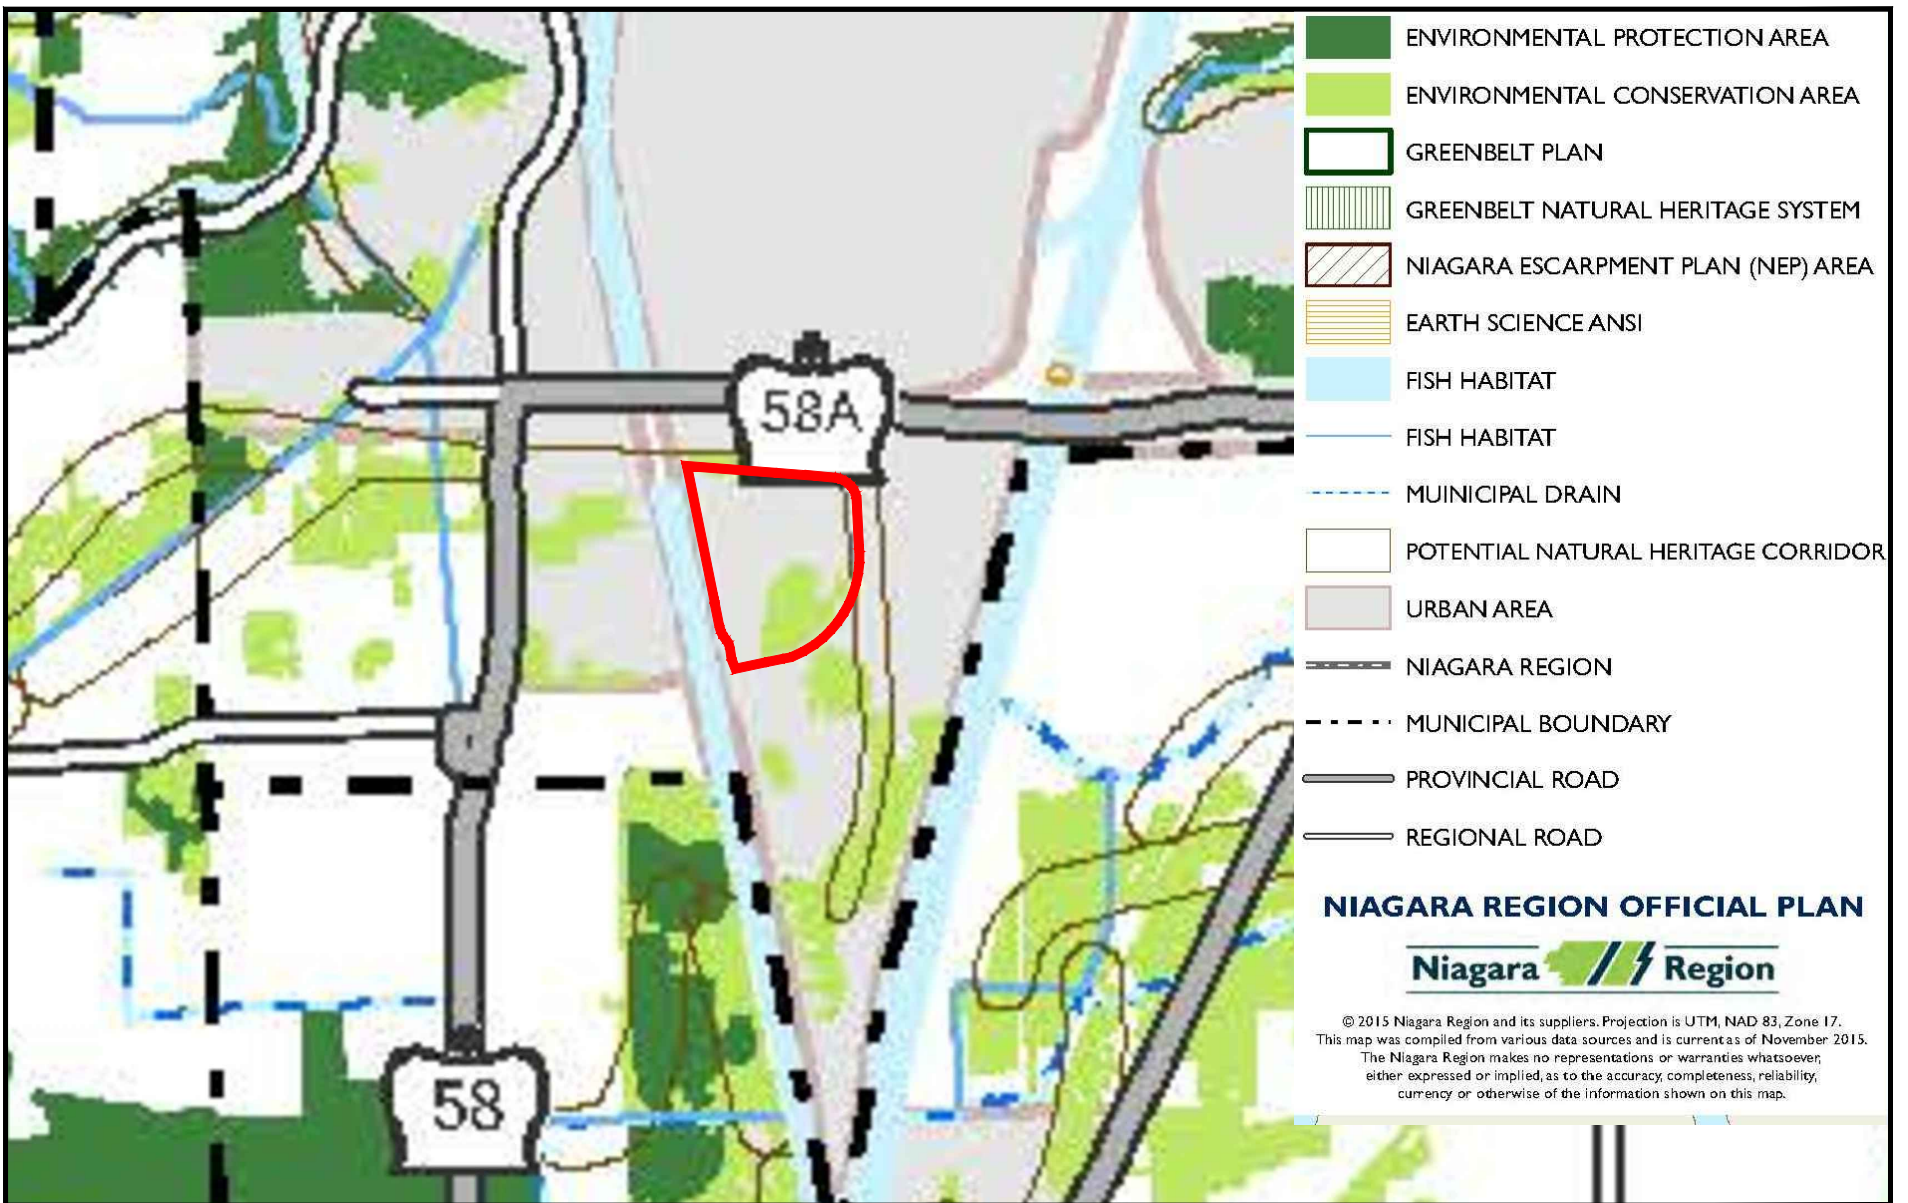 58A
58
ENVIRONMENTAL PROTECTION AREA
ENVIRONMENTAL CONSERVATION AREA
GREENBELT PLAN
GREENBELT NATURAL HERITAGE SYSTEM
NIAGARA ESCARPMENT PLAN (NEP) AREA
EARTH SCIENCE ANSI
FISH HABITAT
FISH HABITAT
MUINICIPAL DRAIN
POTENTIAL NATURAL HERITAGE CORRIDOR
URBAN AREA
NIAGARA REGION
MUNICIPAL BOUNDARY
PROVINCIAL ROAD
REGIONAL ROAD
NIAGARA REGION OFFICIAL PLAN
Niagara Region
© 2015 Niagara Region and its suppliers. Projection is UTM, NAD 83, Zone 17.
This map was compiled from various data sources and is current as of November 2015.
The Niagara Region makes no representations or warranties whatsoever,
either expressed or implied, as to the accuracy, completeness, reliability,
currency or otherwise of the information shown on this map.